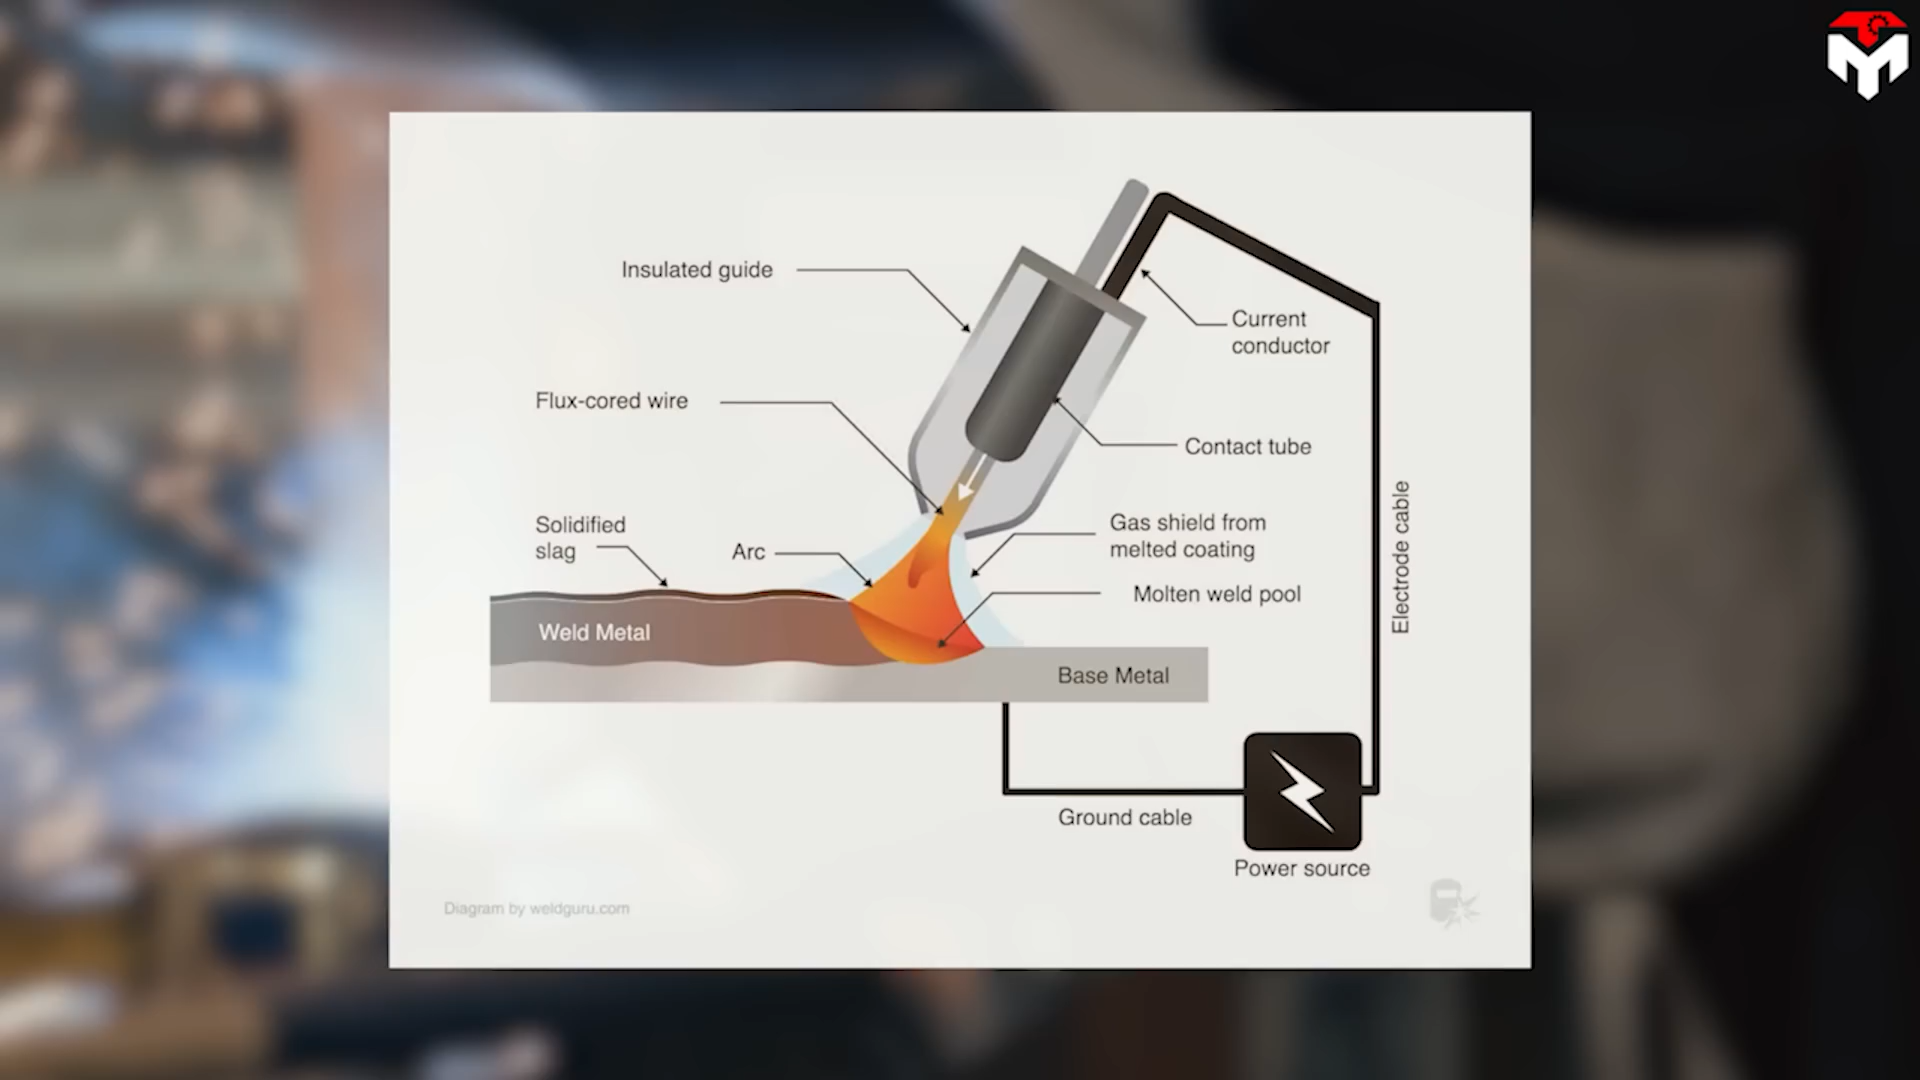 Insulated guide
Current
conductor
Flux-cored wire
Contact tube
Solidified
slag
Arc
Gas shield from
melted coating
Molten weld pool
Electrode cable
Weld Metal
Base Metal
Ground cable
Power source
Diagram by weldguru.com